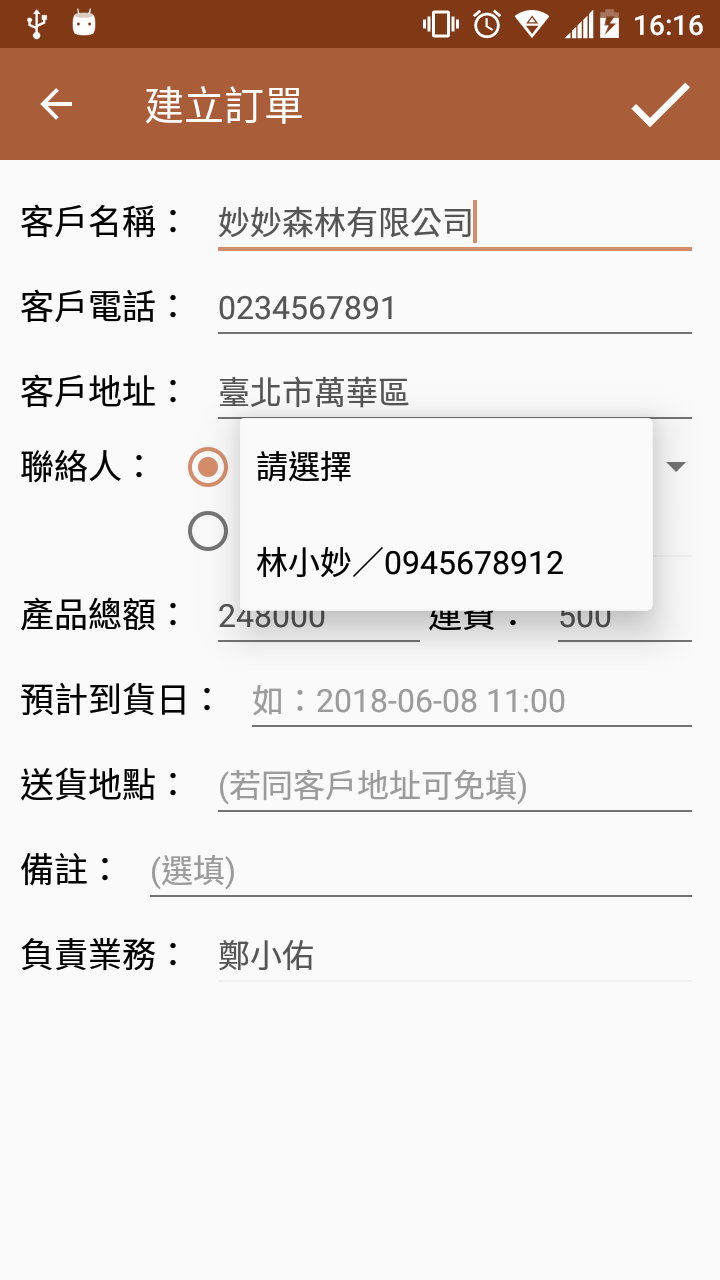 16:16
建立訂單
客戶名稱： 妙妙森林有限公司
客戶電話： 0234567891
客戶地址： 臺北市萬華區
聯絡人： 請選擇
林小妙／0945678912
產品總額： 248000 運費： 500
預計到貨日： 如：2018-06-08 11:00
送貨地點： (若同客戶地址可免填)
備註： (選填)
負責業務： 鄭小佑